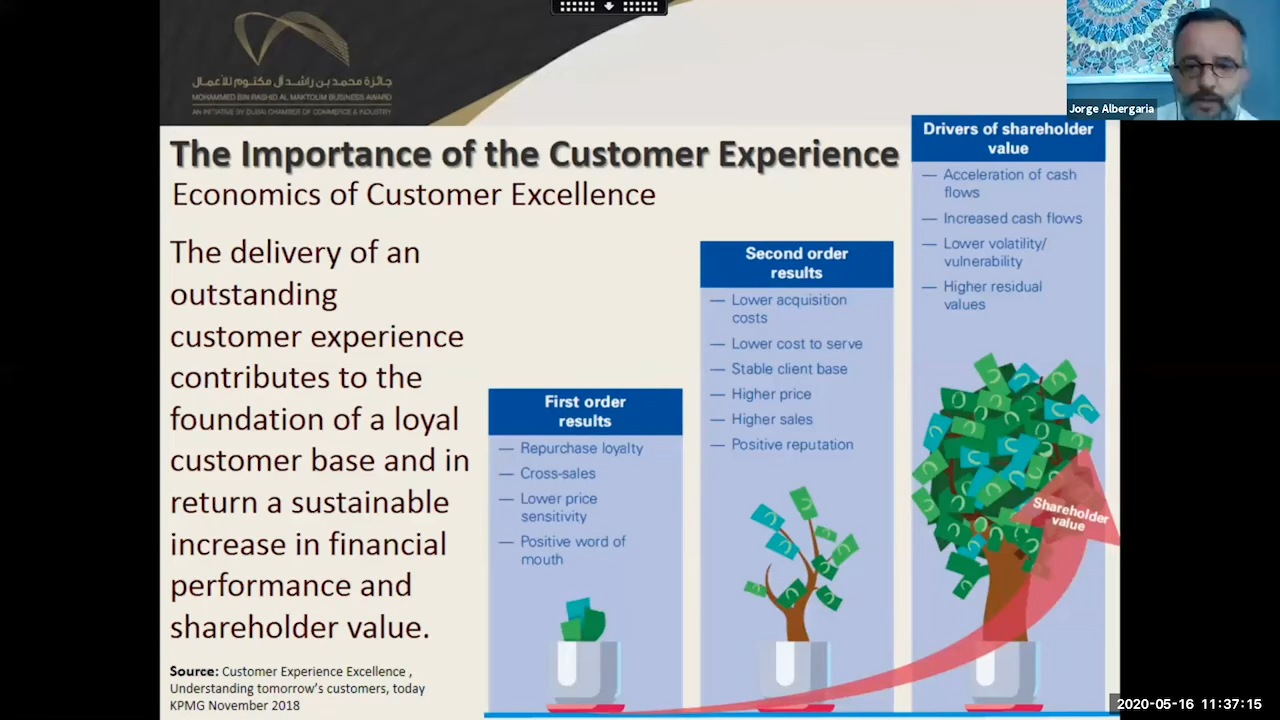 جائزة محمد بن راشد آل مكتوم للأعمال
MOHAMMED BIN RASHID AL MAKTOUM BUSINESS AWARD
AN INITIATIVE BY DUBAI CHAMBER OF COMMERCE & INDUSTRY
Jorge Albergaria
The Importance of the Customer Experience
Economics of Customer Excellence
The delivery of an
outstanding
customer experience
contributes to the
foundation of a loyal
customer base and in
return a sustainable
increase in financial
performance and
shareholder value.
Source: Customer Experience Excellence ,
Understanding tomorrow's customers, today
KPMG November 2018
First order
results
— Repurchase loyalty
— Cross-sales
— Lower price
sensitivity
— Positive word of
mouth
Second order
results
— Lower acquisition
costs
— Lower cost to serve
— Stable client base
— Higher price
— Higher sales
— Positive reputation
Drivers of shareholder
value
— Acceleration of cash
flows
— Increased cash flows
— Lower volatility/
vulnerability
— Higher residual
values
Shareholder
value
2020-05-16 11:37:15